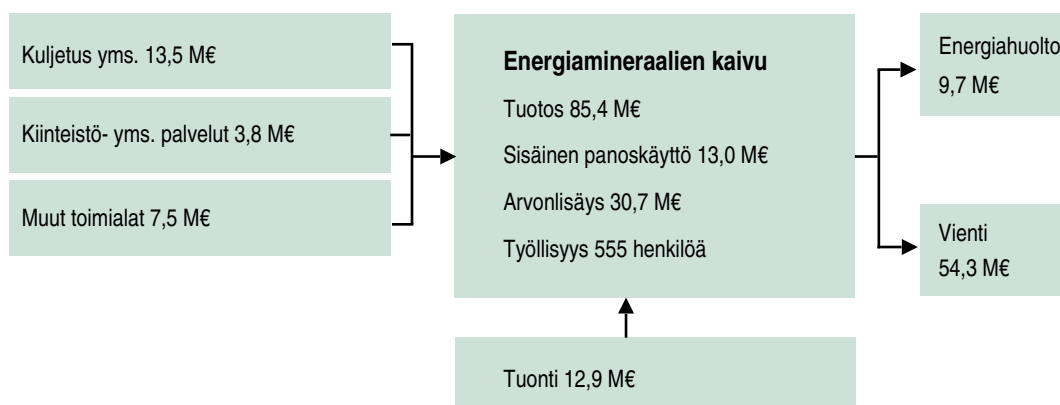 Kuljetus yms. 13,5 M€
Kiinteistö- yms. palvelut 3,8 M€
Muut toimialat 7,5 M€
Energiamineraalien kaivu
Tuotos 85,4 M€
Sisäinen panoskäyttö 13,0 M€
Arvonlisäys 30,7 M€
Työllisyys 555 henkilöä
Tuonti 12,9 M€
Energiahuolto
9,7 M€
Vienti
54,3 M€